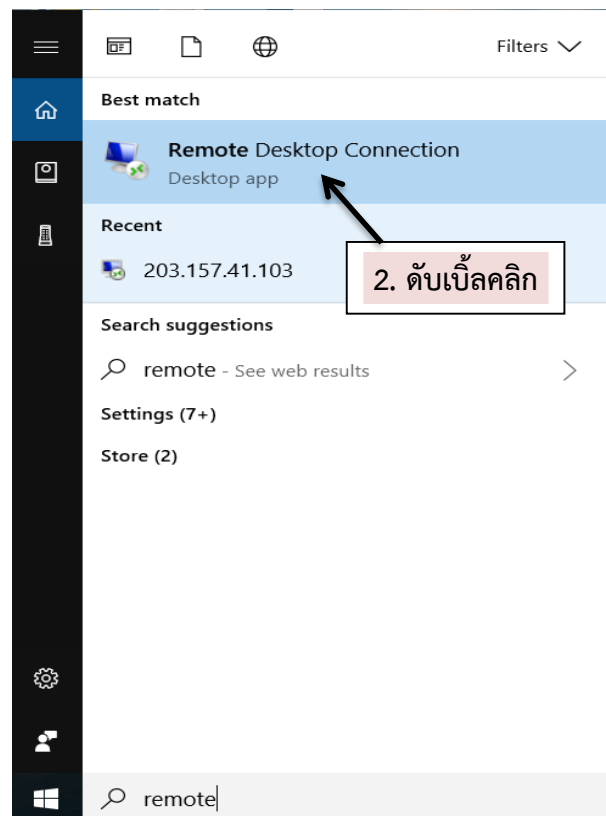 Filters
Best match
Remote Desktop Connection
Desktop app
Recent
203.157.41.103
2. ดับเบิ้ลคลิก
Search suggestions
remote - See web results
Settings (7+)
Store (2)
remote